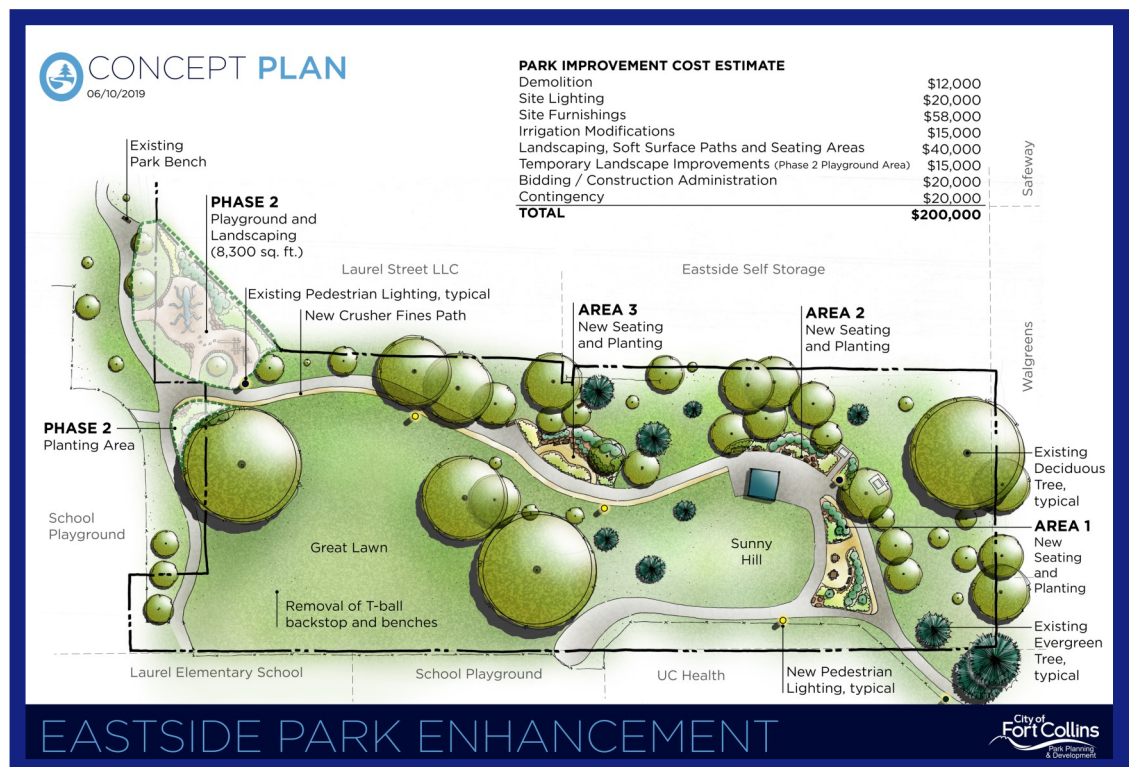 CONCEPT PLAN
06/10/2019
PARK IMPROVEMENT COST ESTIMATE
Demolition $12,000
Site Lighting $20,000
Site Furnishings $58,000
Irrigation Modifications $15,000
Landscaping, Soft Surface Paths and Seating Areas $40,000
Temporary Landscape Improvements (Phase 2 Playground Area) $15,000
Bidding / Construction Administration $20,000
Contingency $20,000
TOTAL $200,000
Safeway
Existing
Park Bench
PHASE 2
Playground and
Landscaping
(8,300 sq. ft.)
Laurel Street LLC
Eastside Self Storage
Existing Pedestrian Lighting, typical
New Crusher Fines Path
AREA 3
New Seating
and Planting
AREA 2
New Seating
and Planting
Walgreens
PHASE 2
Planting Area
Existing
Deciduous
Tree,
typical
School
Playground
Great Lawn
Sunny
Hill
AREA 1
New
Seating
and
Planting
Removal of T-ball
backstop and benches
Existing
Evergreen
Tree,
typical
Laurel Elementary School
School Playground
UC Health
New Pedestrian
Lighting, typical
EASTSIDE PARK ENHANCEMENT
City of
Fort Collins
Park Planning
& Development